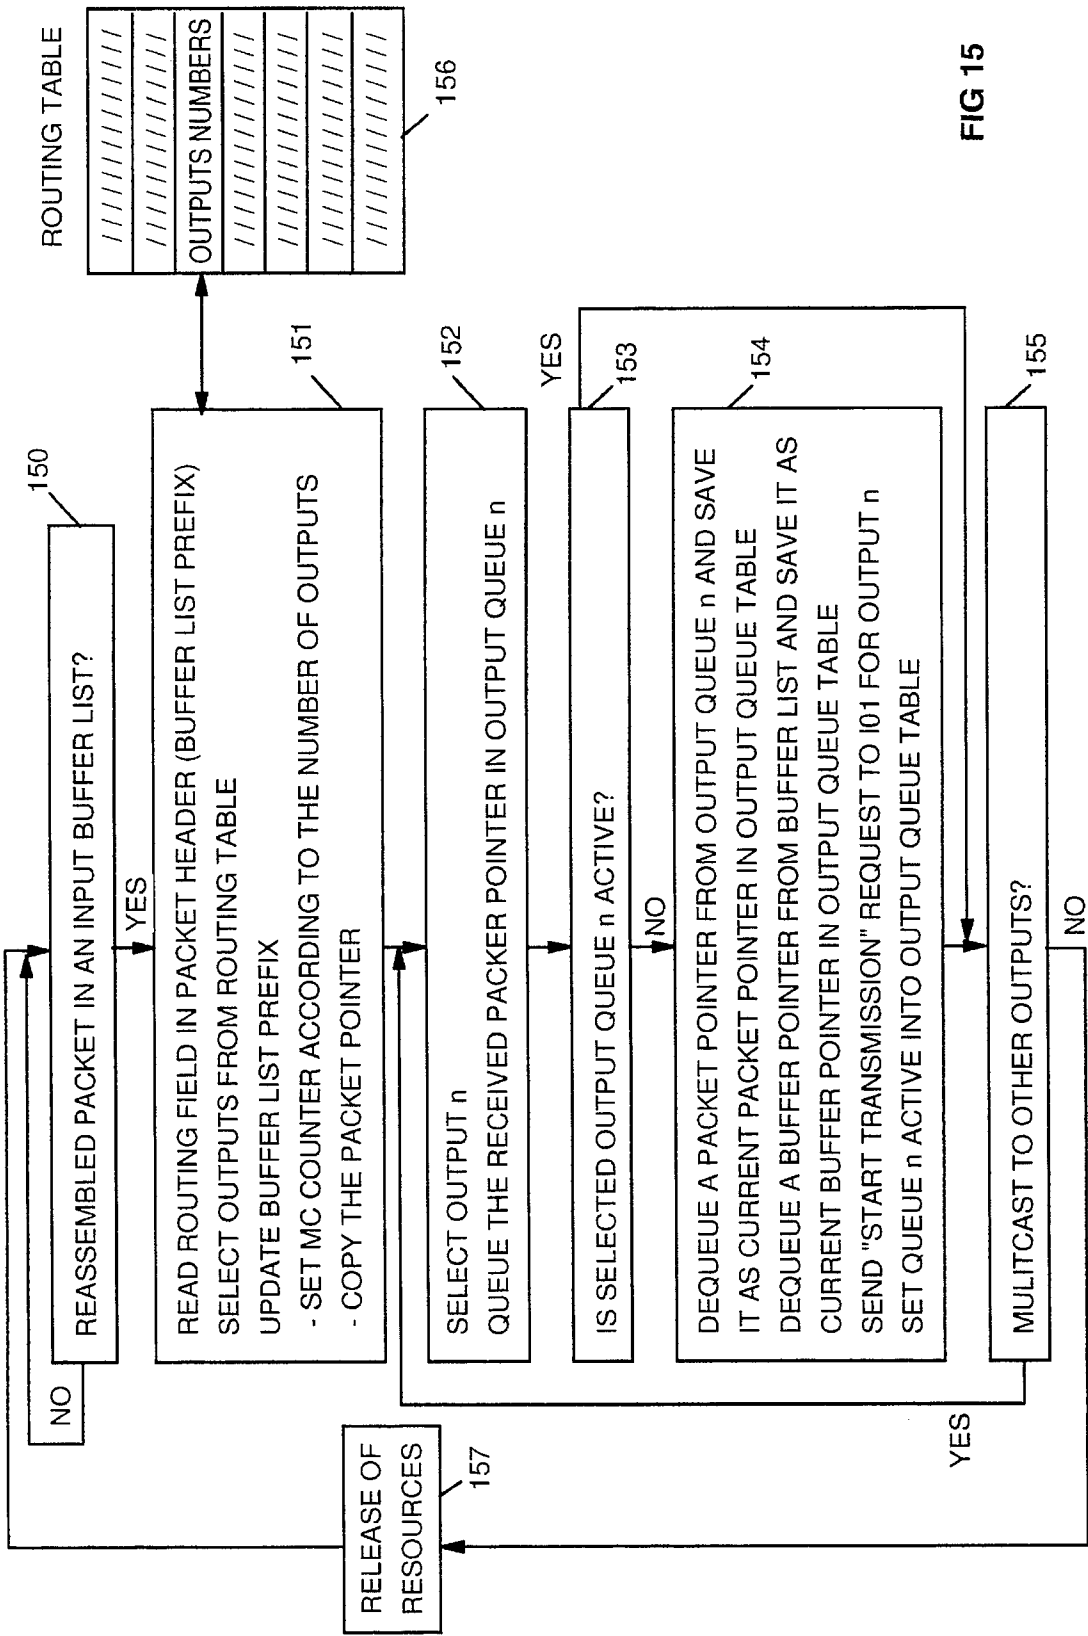 150
REASSEMBLED PACKET IN AN INPUT BUFFER LIST?
NO
YES
READ ROUTING FIELD IN PACKET HEADER (BUFFER LIST PREFIX)
SELECT OUTPUTS FROM ROUTING TABLE
UPDATE BUFFER LIST PREFIX
- SET MC COUNTER ACCORDING TO THE NUMBER OF OUTPUTS
- COPY THE PACKET POINTER
151
ROUTING TABLE
OUTPUTS NUMBERS
156
SELECT OUTPUT n
QUEUE THE RECEIVED PACKER POINTER IN OUTPUT QUEUE n
152
IS SELECTED OUTPUT QUEUE n ACTIVE?
YES
153
NO
DEQUEUE A PACKET POINTER FROM OUTPUT QUEUE n AND SAVE
IT AS CURRENT PACKET POINTER IN OUTPUT QUEUE TABLE
DEQUEUE A BUFFER POINTER FROM BUFFER LIST AND SAVE IT AS
CURRENT BUFFER POINTER IN OUTPUT QUEUE TABLE
SEND "START TRANSMISSION" REQUEST TO I01 FOR OUTPUT n
SET QUEUE n ACTIVE INTO OUTPUT QUEUE TABLE
154
MULITCAST TO OTHER OUTPUTS?
155
YES
NO
RELEASE OF
RESOURCES
157
FIG 15